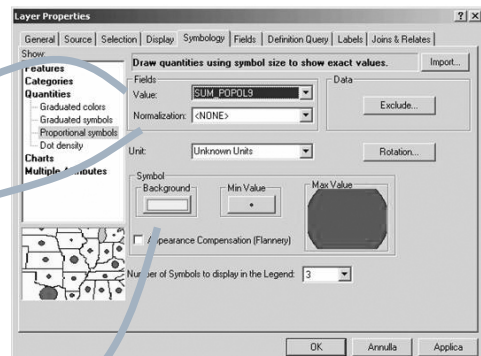 Layer Properties
? X
General Source Selection Display Symbology Fields Definition Query Labels Joins & Relates
Show:
Features
Categories
Quantities
Graduated colors
Graduated symbols
Proportional symbols
Dot density
Charts
Multiple Attributes
Draw quantities using symbol size to show exact values.
Import...
Fields
Value: SUM_POPOL9
Normalization: <NONE>
Data
Exclude...
Unit: Unknown Units
Rotation...
Symbol
Background
Min Value
Max Value
Appearance Compensation (Flannery)
Number of Symbols to display in the Legend: 3
OK Annulla Applica